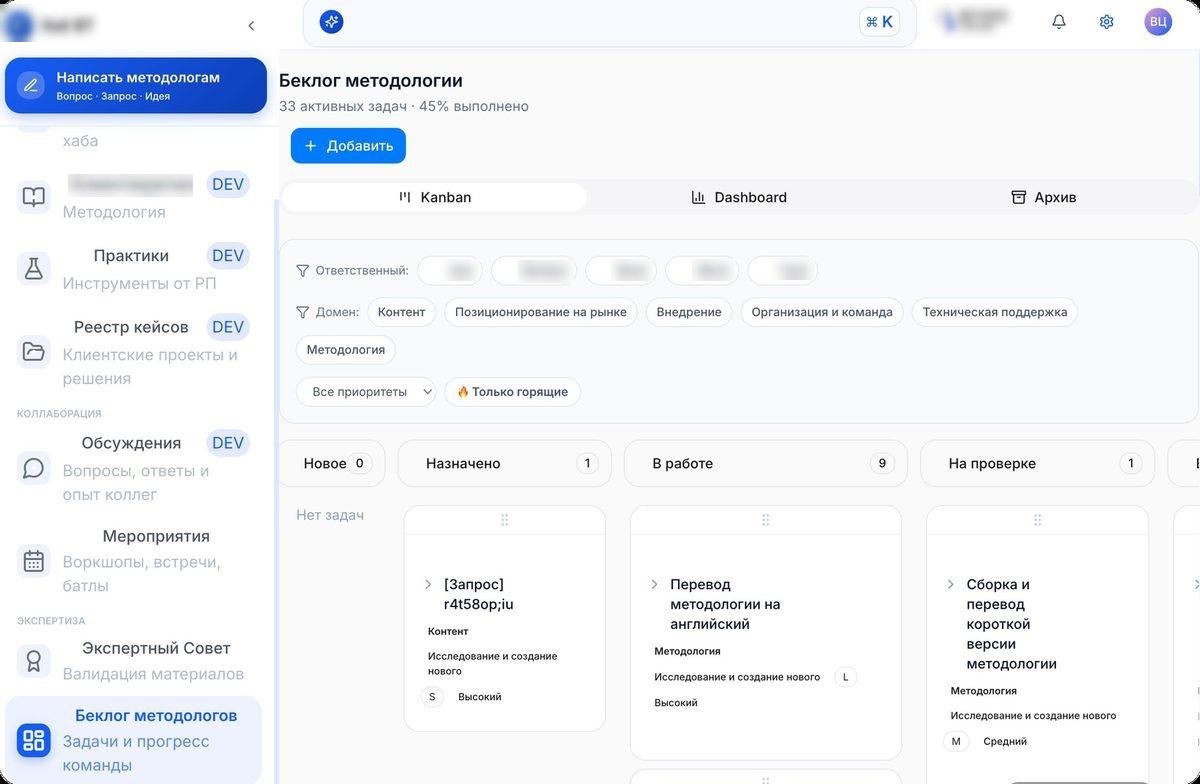 ⌘ K
ВЦ
Написать методологам
Вопрос · Запрос · Идея
хаба
DEV
Методология
Практики DEV
Инструменты от РП
Реестр кейсов DEV
Клиентские проекты и
решения
КОЛЛАБОРАЦИЯ
Обсуждения DEV
Вопросы, ответы и
опыт коллег
Мероприятия
Воркшопы, встречи,
батлы
ЭКСПЕРТИЗА
Экспертный Совет
Валидация материалов
Беклог методологов
Задачи и прогресс
команды
Беклог методологии
33 активных задач · 45% выполнено
+ Добавить
Kanban
Dashboard
Архив
Ответственный:
Домен: Контент Позиционирование на рынке Внедрение Организация и команда Техническая поддержка
Методология
Все приоритеты 🔥 Только горящие
Новое 0
Нет задач
Назначено 1
[Запрос]
r4t58op;iu
Контент
Исследование и создание
нового
S Высокий
В работе 9
Перевод
методологии на
английский
Методология
Исследование и создание нового L
Высокий
На проверке 1
Сборка и
перевод
короткой
версии
методологии
Методология
Исследование и создание нового
M Средний